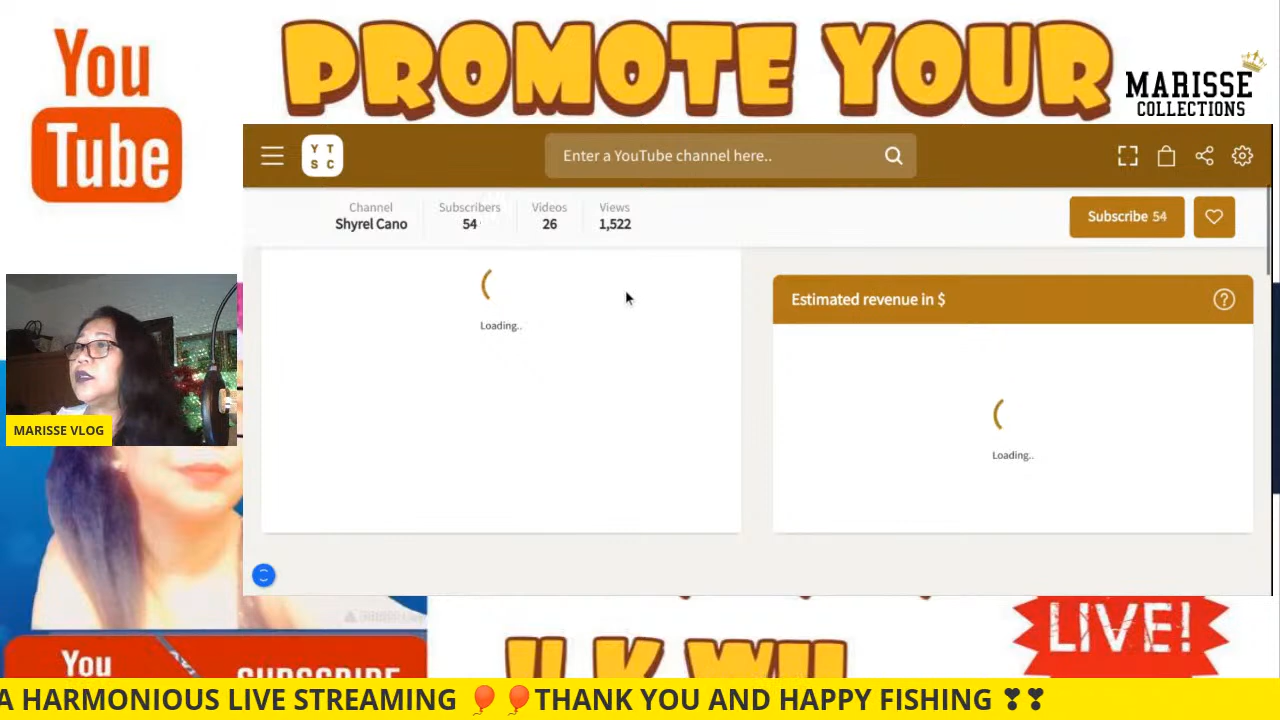 You
Tube
PROMOTE YOUR
MARISSE
COLLECTIONS
Y T
S C
Enter a YouTube channel here..
Channel
Shyrel Cano
Subscribers
54
Videos
26
Views
1,522
Subscribe 54
Loading..
Estimated revenue in $
?
Loading..
MARISSE VLOG
LIVE!
You
SUBSCRIBE
A HARMONIOUS LIVE STREAMING 🎈🎈THANK YOU AND HAPPY FISHING ❣❣